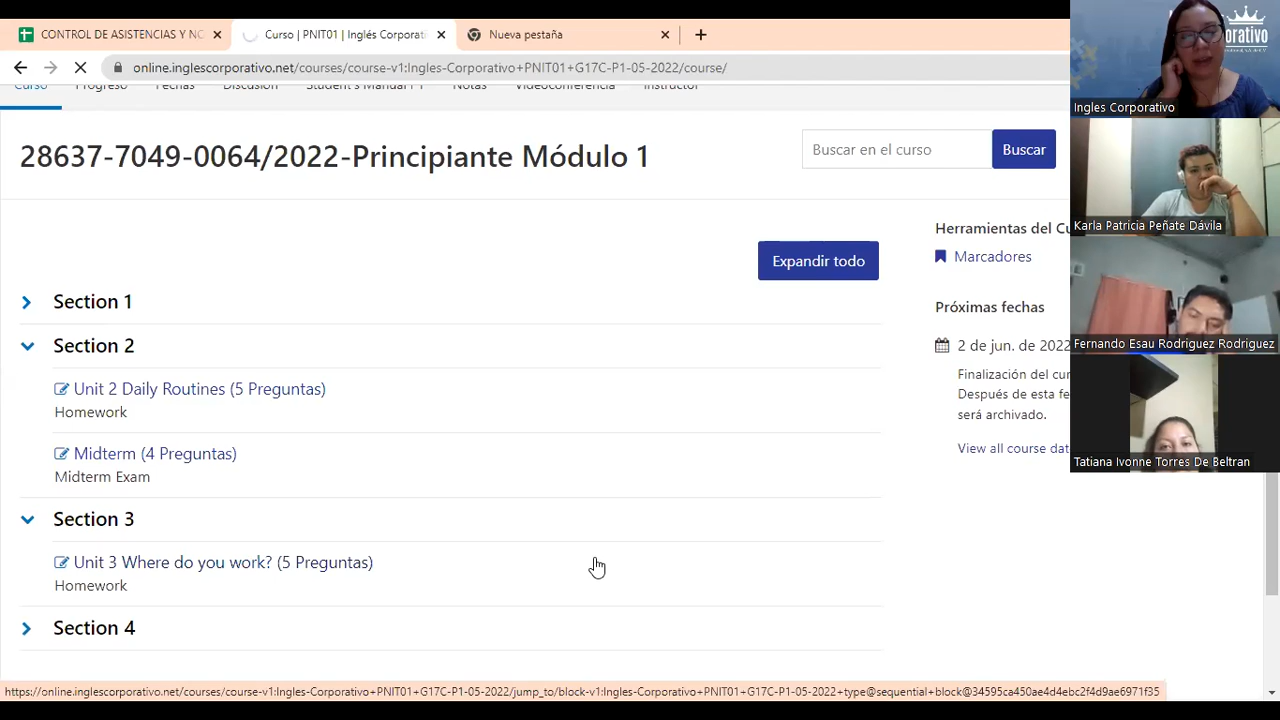 CONTROL DE ASISTENCIAS Y NC
Curso | PNIT01 | Inglés Corporati
Nueva pestaña
online.inglescorporativo.net/courses/course-v1:Ingles-Corporativo+PNIT01+G17C-P1-05-2022/course/
Curso Progreso Fechas Discusión Student's Manual P1 Notas Videoconferencia Instructor
28637-7049-0064/2022-Principiante Módulo 1
Buscar en el curso
Buscar
Expandir todo
Section 1
Section 2
Unit 2 Daily Routines (5 Preguntas)
Homework
Midterm (4 Preguntas)
Midterm Exam
Section 3
Unit 3 Where do you work? (5 Preguntas)
Homework
Section 4
Herramientas del Cu
Marcadores
Próximas fechas
2 de jun. de 2022
Finalización del cur
Después de esta fe
será archivado.
View all course dat
https://online.inglescorporativo.net/courses/course-v1:Ingles-Corporativo+PNIT01+G17C-P1-05-2022/jump_to/block-v1:Ingles-Corporativo+PNIT01+G17C-P1-05-2022+type@sequential+block@34595ca450ae4d4ebc2f4d9ae6971f35
orativo
Ingles Corporativo
Karla Patricia Peñate Dávila
Fernando Esau Rodriguez Rodriguez
Tatiana Ivonne Torres De Beltran